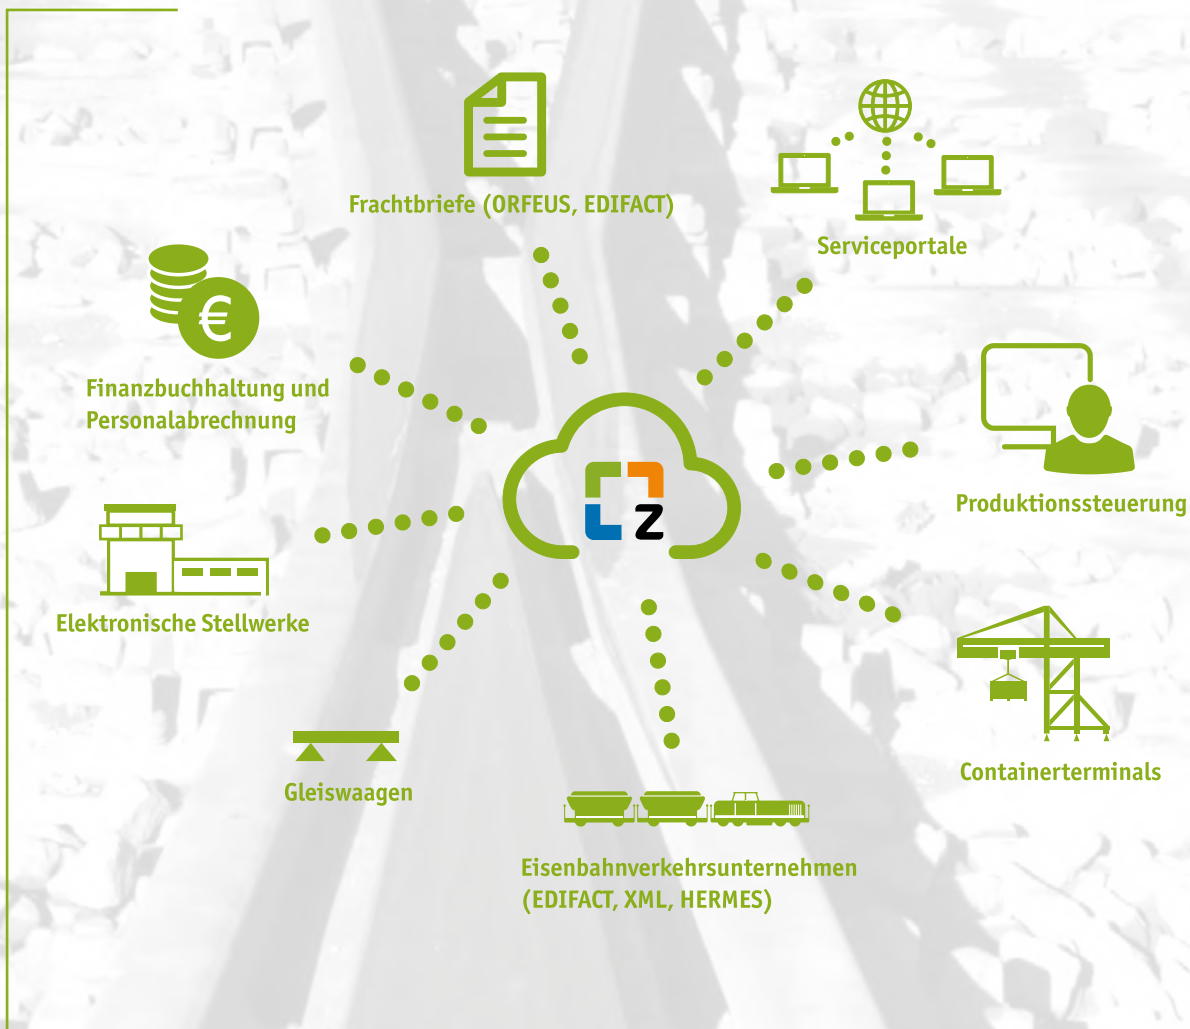 Frachtbriefe (ORFEUS, EDIFACT)
Serviceportale
€
Finanzbuchhaltung und
Personalabrechnung
Produktionssteuerung
z
Elektronische Stellwerke
Containerterminals
Gleiswaagen
Eisenbahnverkehrsunternehmen
(EDIFACT, XML, HERMES)